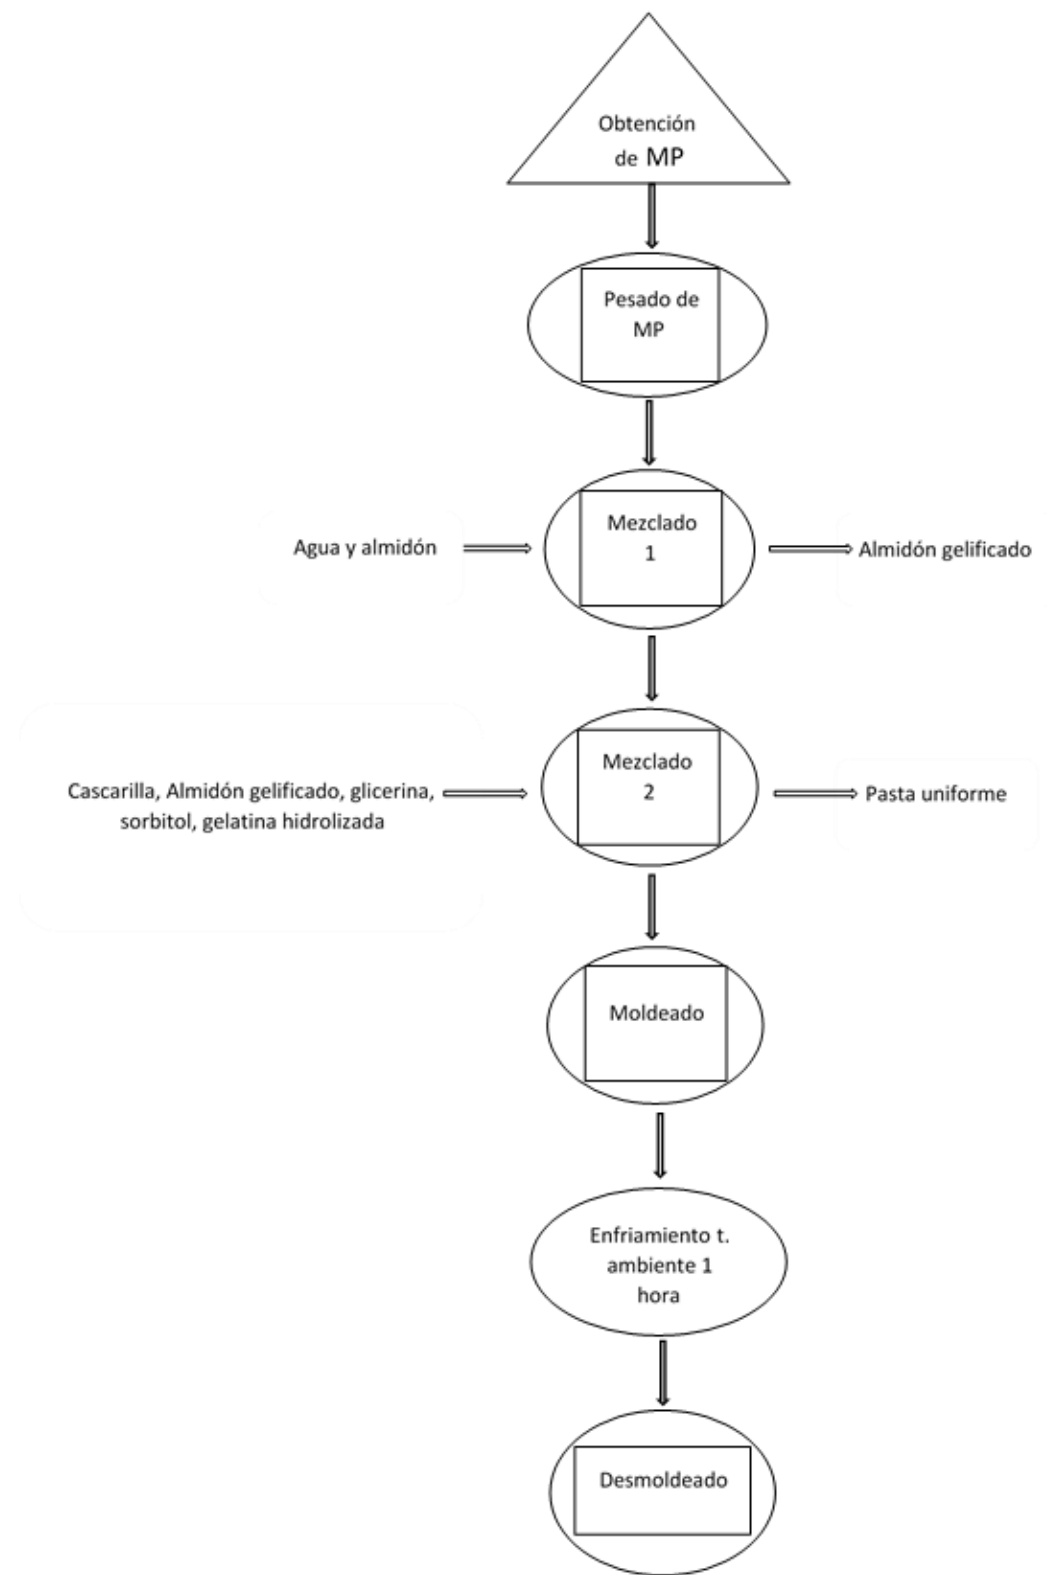 Obtención
de MP
Pesado de
MP
Mezclado
1
Agua y almidón
Almidón gelificado
Mezclado
2
Cascarilla, Almidón gelificado, glicerina,
sorbitol, gelatina hidrolizada
Pasta uniforme
Moldeado
Enfriamiento t.
ambiente 1
hora
Desmoldeado